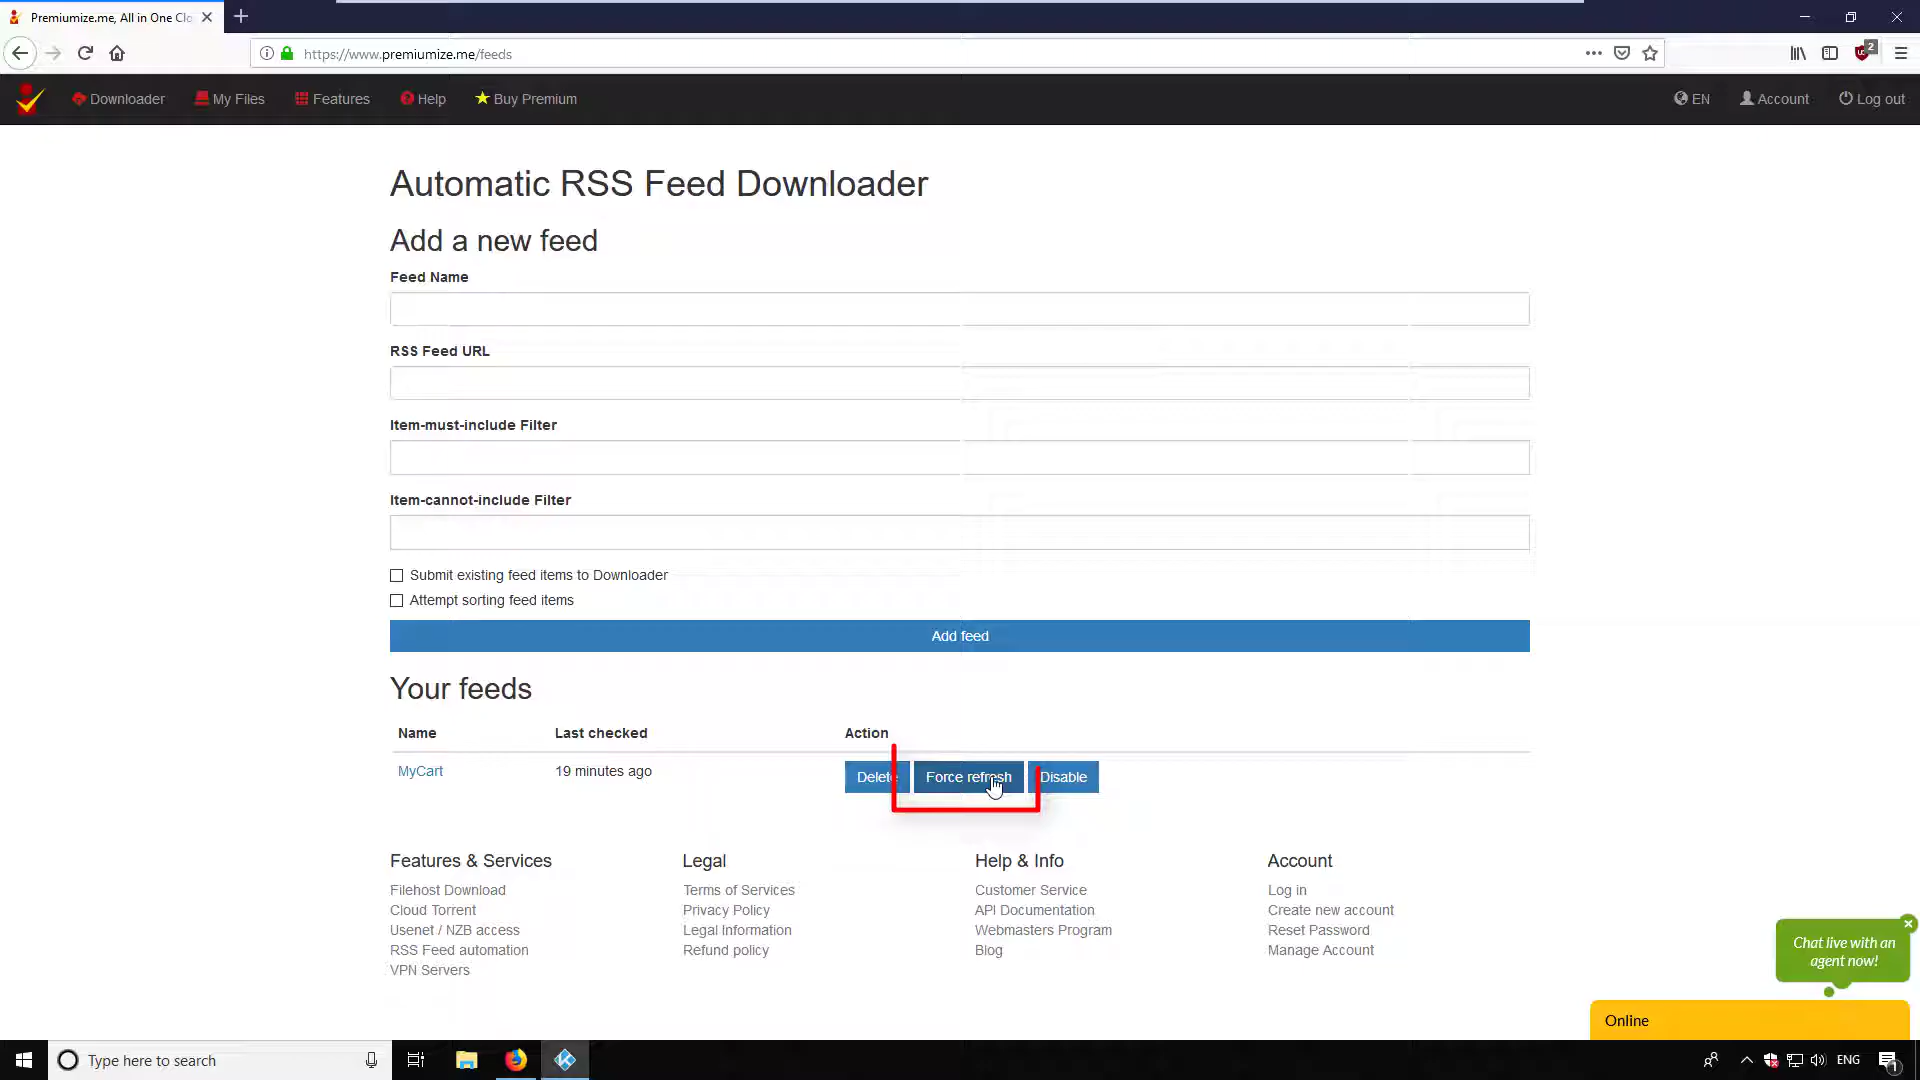 Premiumize.me, All in One Clo
https://www.premiumize.me/feeds
2
Downloader My Files Features Help Buy Premium EN Account Log out
Automatic RSS Feed Downloader
Add a new feed
Feed Name
RSS Feed URL
Item-must-include Filter
Item-cannot-include Filter
Submit existing feed items to Downloader
Attempt sorting feed items
Add feed
Your feeds
Name Last checked Action
MyCart 19 minutes ago Delete Force refresh Disable
Features & Services Legal Help & Info Account
Filehost Download Terms of Services Customer Service Log in
Cloud Torrent Privacy Policy API Documentation Create new account
Usenet / NZB access Legal Information Webmasters Program Reset Password
RSS Feed automation Refund policy Blog Manage Account
VPN Servers
Chat live with an
agent now!
Online
Type here to search ENG 1